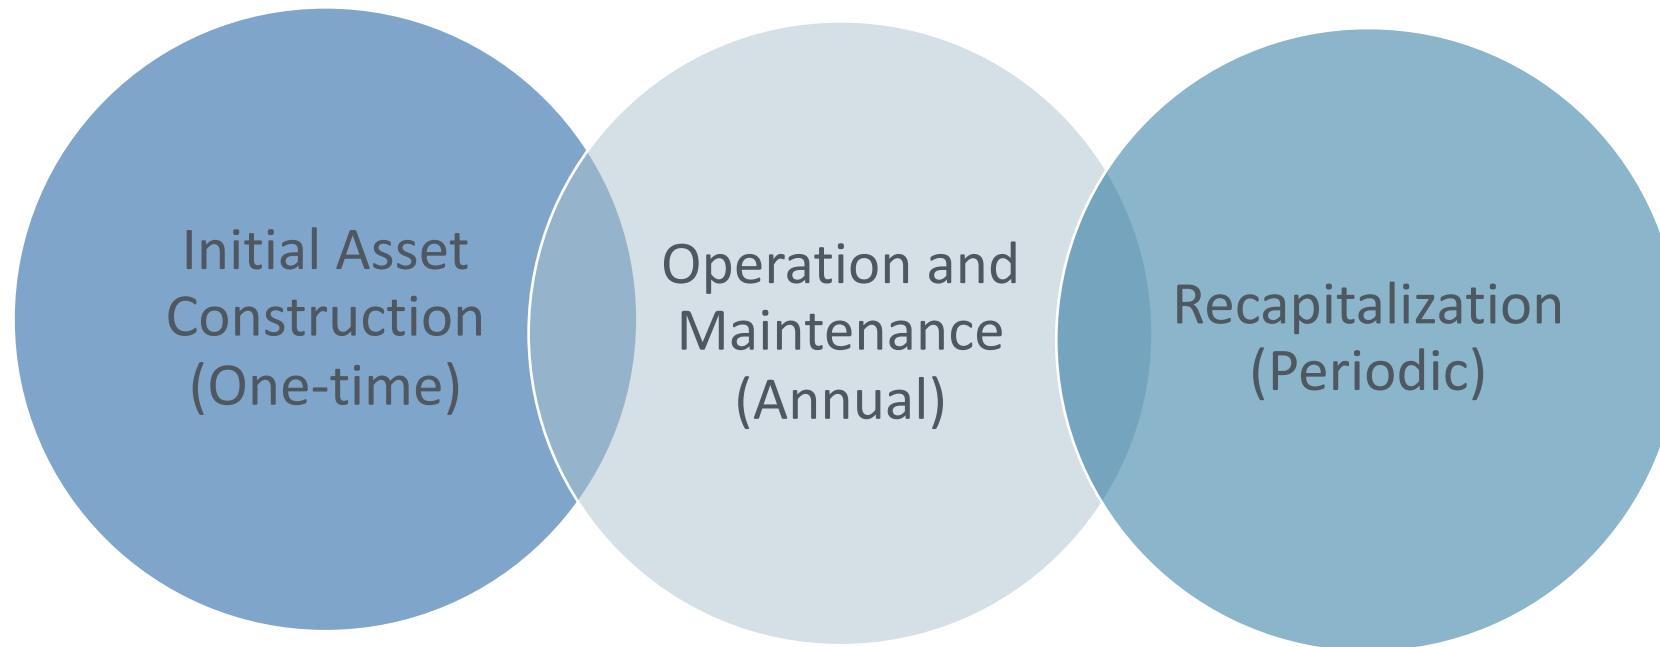 Initial Asset
Construction
(One-time)
Operation and
Maintenance
(Annual)
Recapitalization
(Periodic)